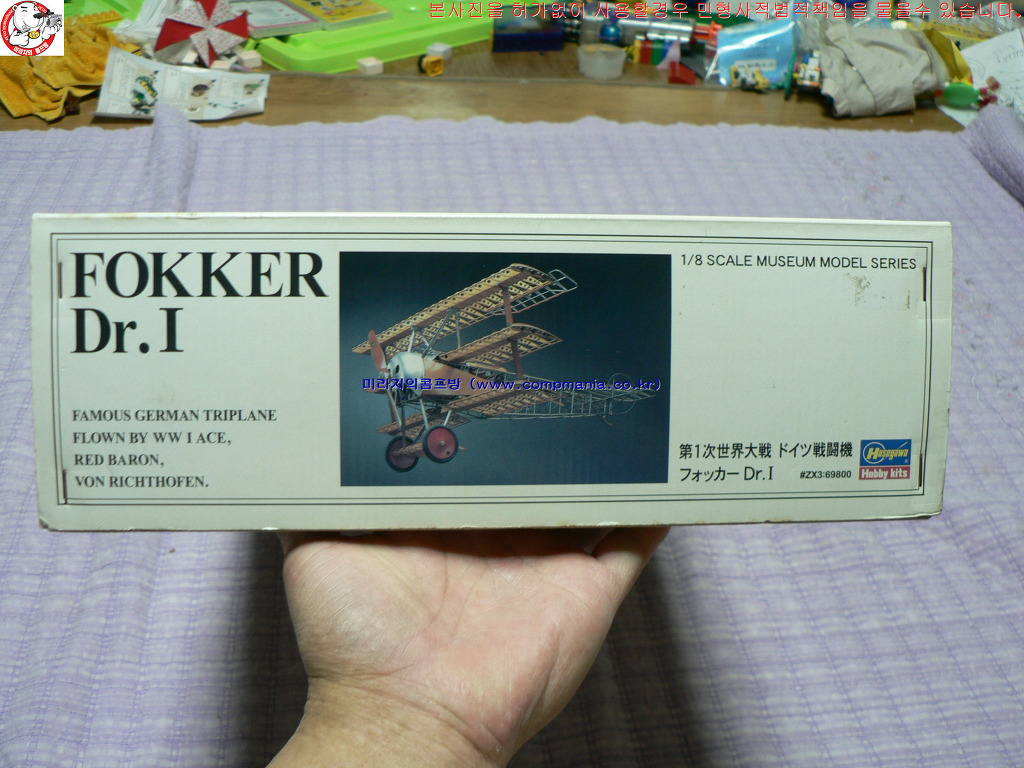 본사진을 허가없이 사용할경우 민형사적법적책임을 물을수 있습니다.
FOKKER
Dr.I
FAMOUS GERMAN TRIPLANE
FLOWN BY WW I ACE,
RED BARON,
VON RICHTHOFEN.
미라지의콤프방 (www.compmania.co.kr)
1/8 SCALE MUSEUM MODEL SERIES
第1次世界大戦 ドイツ戦闘機
フォッカー Dr.I
#ZX3:69800
Hasegawa
Hobby kits